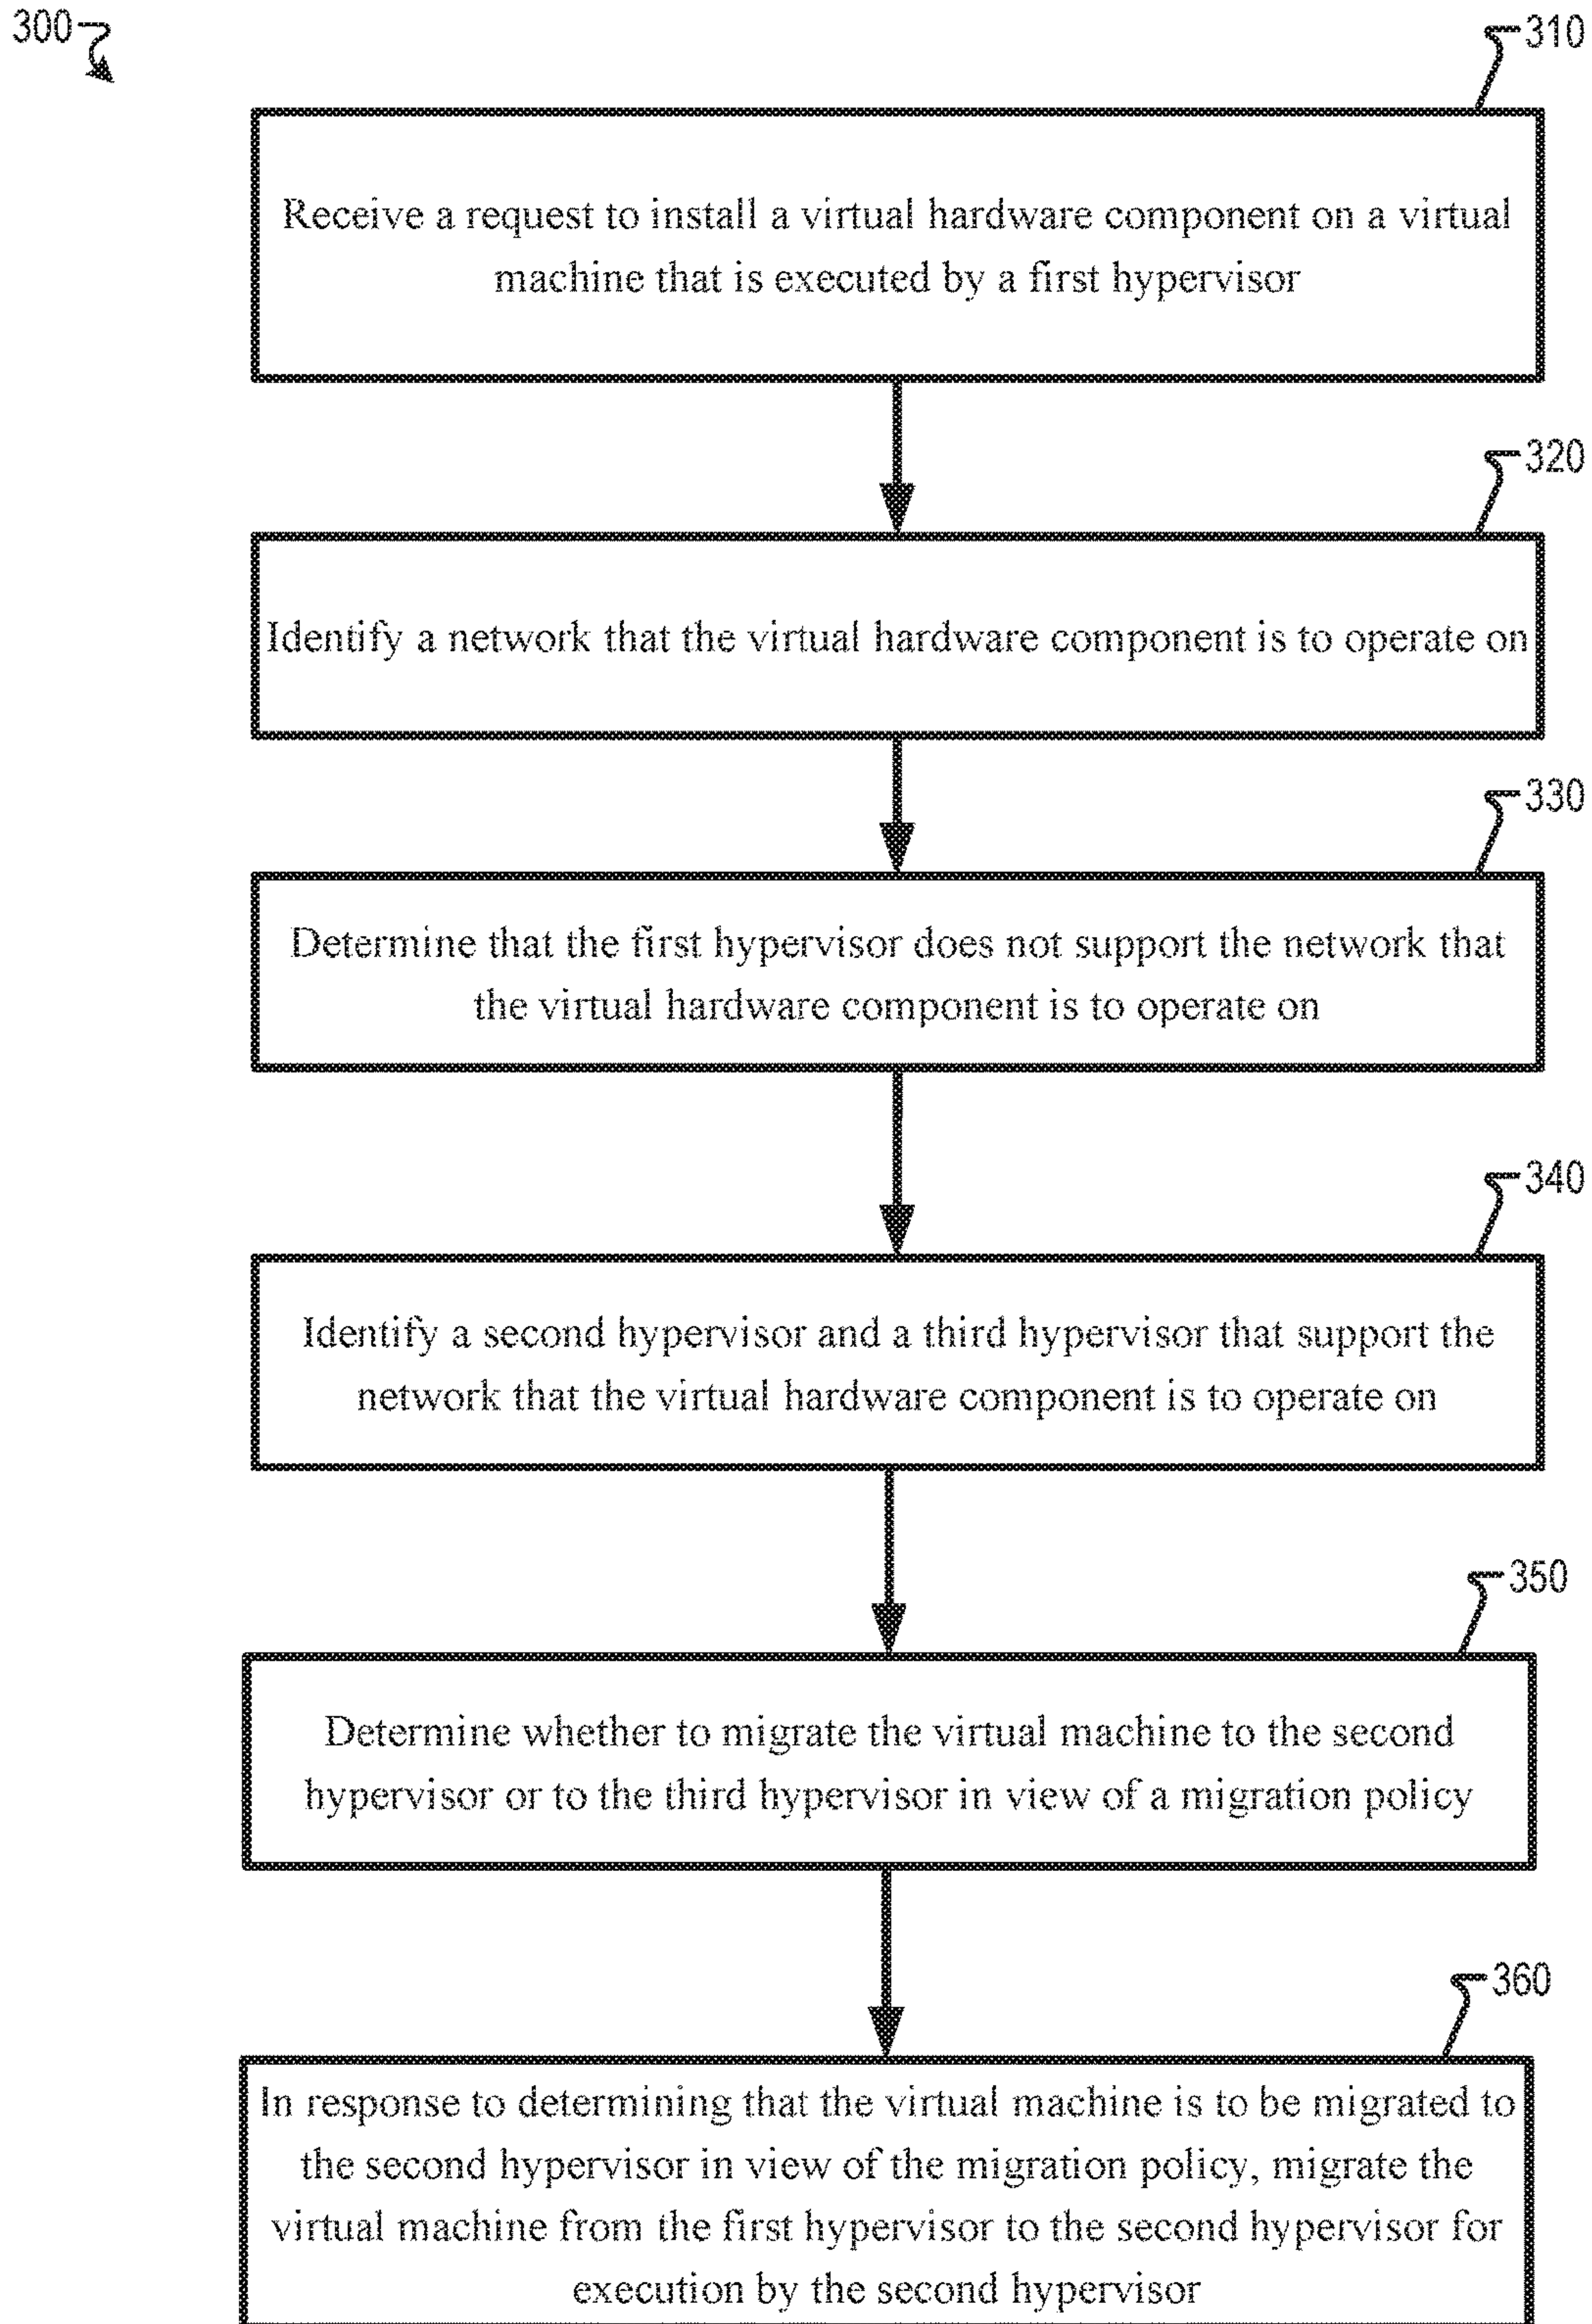 300
310
Receive a request to install a virtual hardware component on a virtual
machine that is executed by a first hypervisor
320
Identify a network that the virtual hardware component is to operate on
330
Determine that the first hypervisor does not support the network that
the virtual hardware component is to operate on
340
Identify a second hypervisor and a third hypervisor that support the
network that the virtual hardware component is to operate on
350
Determine whether to migrate the virtual machine to the second
hypervisor or to the third hypervisor in view of a migration policy
360
In response to determining that the virtual machine is to be migrated to
the second hypervisor in view of the migration policy, migrate the
virtual machine from the first hypervisor to the second hypervisor for
execution by the second hypervisor